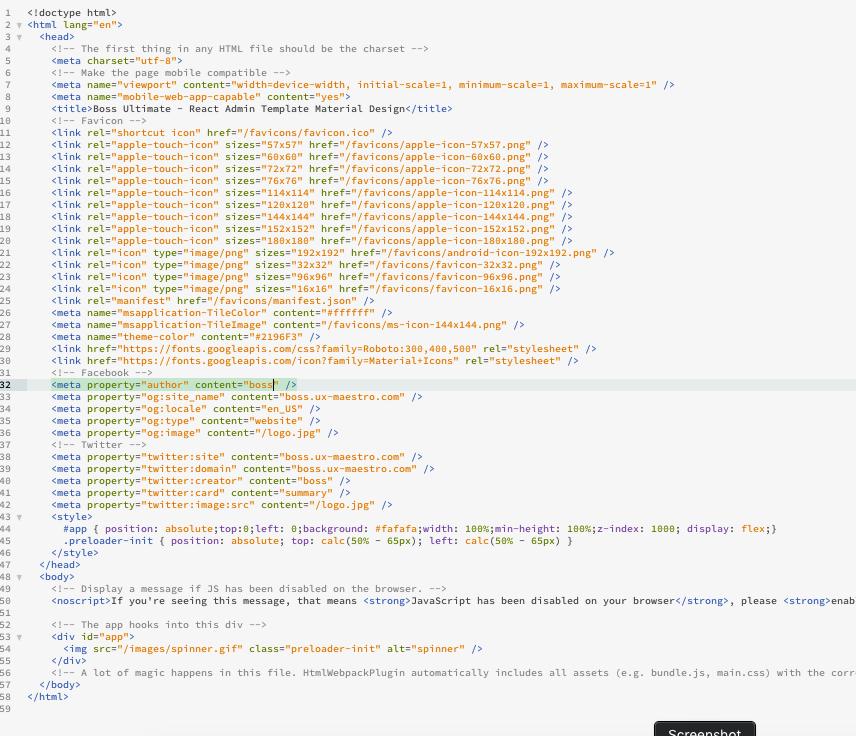 1 <!doctype html>
2 <html lang="en">
3 <head>
4 <!-- The first thing in any HTML file should be the charset -->
5 <meta charset="utf-8">
6 <!-- Make the page mobile compatible -->
7 <meta name="viewport" content="width=device-width, initial-scale=1, minimum-scale=1, maximum-scale=1" />
8 <meta name="mobile-web-app-capable" content="yes">
9 <title>Boss Ultimate - React Admin Template Material Design</title>
10 <!-- Favicon -->
11 <link rel="shortcut icon" href="/favicons/favicon.ico" />
12 <link rel="apple-touch-icon" sizes="57x57" href="/favicons/apple-icon-57x57.png" />
13 <link rel="apple-touch-icon" sizes="60x60" href="/favicons/apple-icon-60x60.png" />
14 <link rel="apple-touch-icon" sizes="72x72" href="/favicons/apple-icon-72x72.png" />
15 <link rel="apple-touch-icon" sizes="76x76" href="/favicons/apple-icon-76x76.png" />
16 <link rel="apple-touch-icon" sizes="114x114" href="/favicons/apple-icon-114x114.png" />
17 <link rel="apple-touch-icon" sizes="120x120" href="/favicons/apple-icon-120x120.png" />
18 <link rel="apple-touch-icon" sizes="144x144" href="/favicons/apple-icon-144x144.png" />
19 <link rel="apple-touch-icon" sizes="152x152" href="/favicons/apple-icon-152x152.png" />
20 <link rel="apple-touch-icon" sizes="180x180" href="/favicons/apple-icon-180x180.png" />
21 <link rel="icon" type="image/png" sizes="192x192" href="/favicons/android-icon-192x192.png" />
22 <link rel="icon" type="image/png" sizes="32x32" href="/favicons/favicon-32x32.png" />
23 <link rel="icon" type="image/png" sizes="96x96" href="/favicons/favicon-96x96.png" />
24 <link rel="icon" type="image/png" sizes="16x16" href="/favicons/favicon-16x16.png" />
25 <link rel="manifest" href="/favicons/manifest.json" />
26 <meta name="msapplication-TileColor" content="#ffffff" />
27 <meta name="msapplication-TileImage" content="/favicons/ms-icon-144x144.png" />
28 <meta name="theme-color" content="#2196F3" />
29 <link href="https://fonts.googleapis.com/css?family=Roboto:300,400,500" rel="stylesheet" />
30 <link href="https://fonts.googleapis.com/icon?family=Material+Icons" rel="stylesheet" />
31 <!-- Facebook -->
32 <meta property="author" content="boss" />
33 <meta property="og:site_name" content="boss.ux-maestro.com" />
34 <meta property="og:locale" content="en_US" />
35 <meta property="og:type" content="website" />
36 <meta property="og:image" content="/logo.jpg" />
37 <!-- Twitter -->
38 <meta property="twitter:site" content="boss.ux-maestro.com" />
39 <meta property="twitter:domain" content="boss.ux-maestro.com" />
40 <meta property="twitter:creator" content="boss" />
41 <meta property="twitter:card" content="summary" />
42 <meta property="twitter:image:src" content="/logo.jpg" />
43 <style>
44 #app { position: absolute;top:0;left: 0;background: #fafafa;width: 100%;min-height: 100%;z-index: 1000; display: flex;}
45 .preloader-init { position: absolute; top: calc(50% - 65px); left: calc(50% - 65px) }
46 </style>
47 </head>
48 <body>
49 <!-- Display a message if JS has been disabled on the browser. -->
50 <noscript>If you're seeing this message, that means <strong>JavaScript has been disabled on your browser</strong>, please <strong>enab
51
52 <!-- The app hooks into this div -->
53 <div id="app">
54 <img src="/images/spinner.gif" class="preloader-init" alt="spinner" />
55 </div>
56 <!-- A lot of magic happens in this file. HtmlWebpackPlugin automatically includes all assets (e.g. bundle.js, main.css) with the corr
57 </body>
58 </html>
59
Screenshot